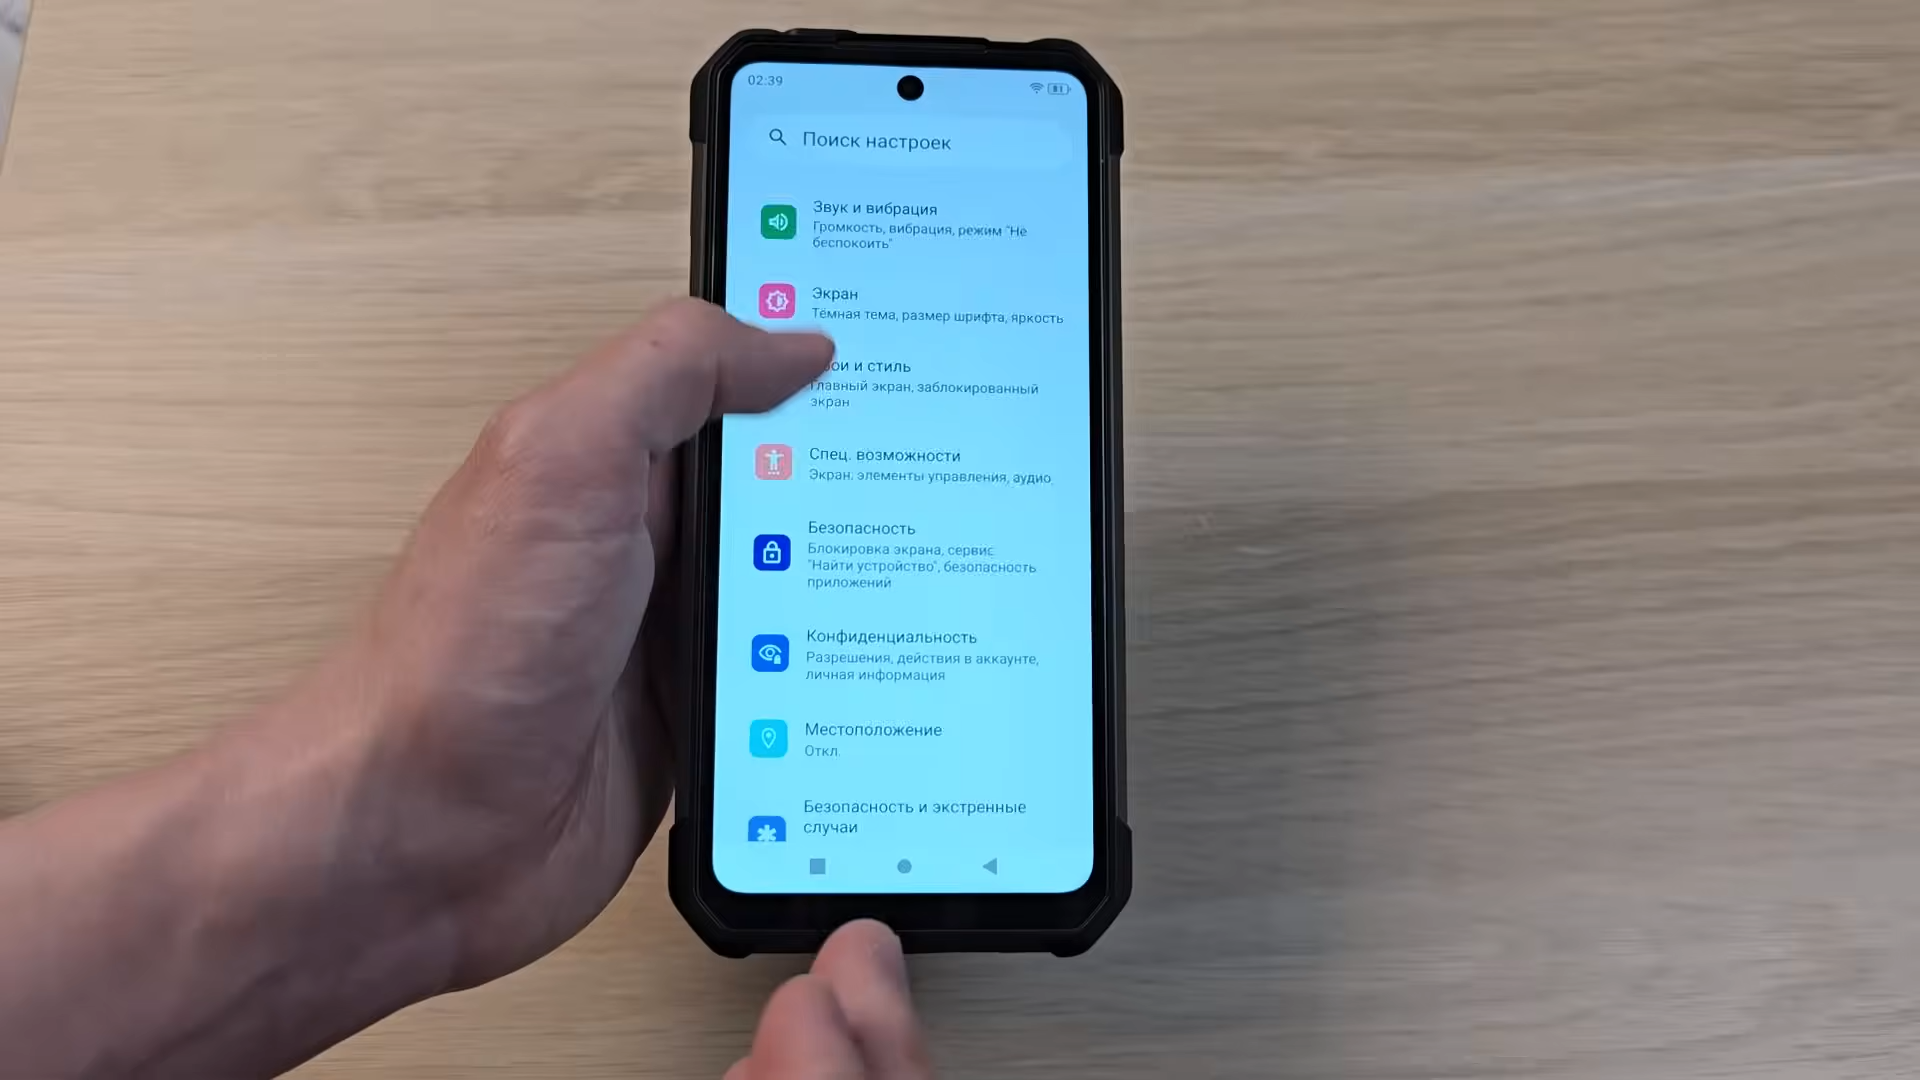 02:39
81
Поиск настроек
Звук и вибрация
Громкость, вибрация, режим "Не
беспокоить"
Экран
Тёмная тема, размер шрифта, яркость
и стиль
Главный экран, заблокированный
экран
Спец. возможности
Экран: элементы управления, аудио
Безопасность
Блокировка экрана, сервис
"Найти устройство", безопасность
приложений
Конфиденциальность
Разрешения, действия в аккаунте,
личная информация
Местоположение
Откл.
Безопасность и экстренные
случаи